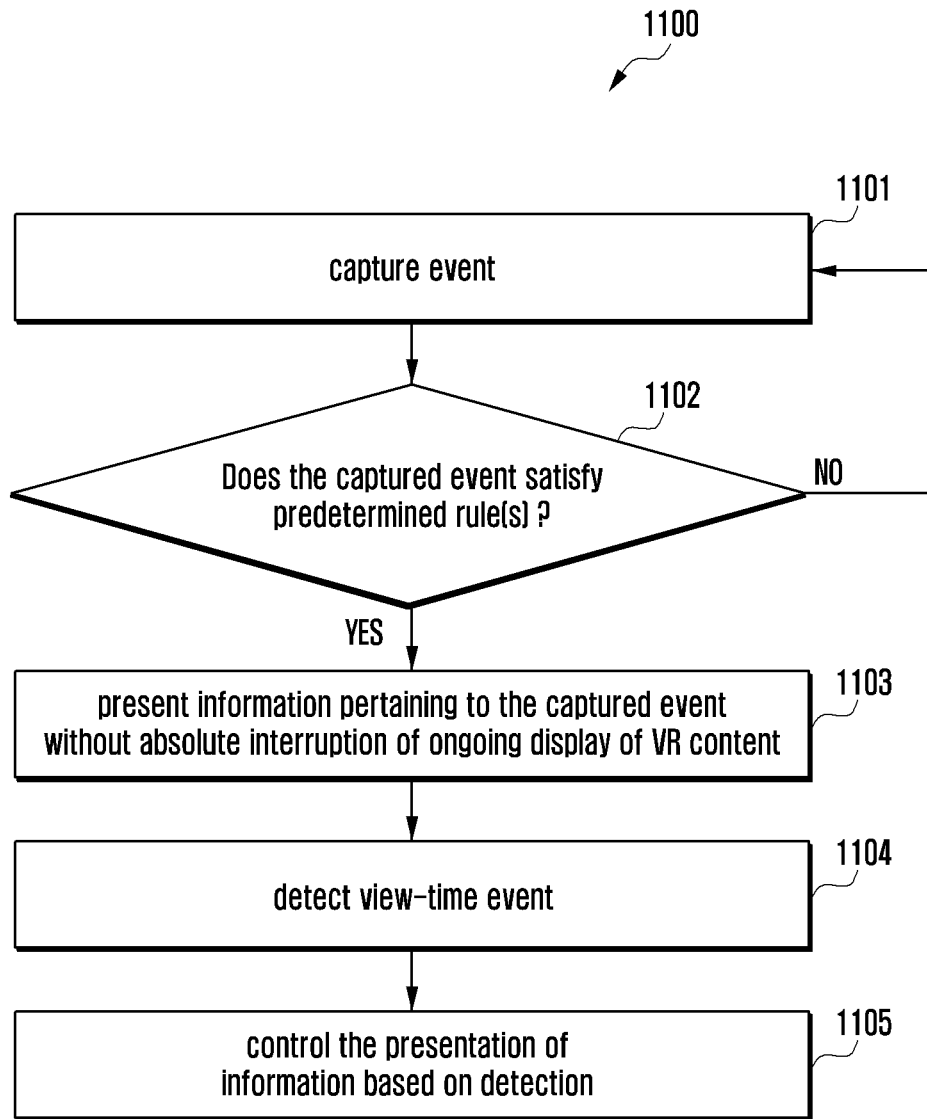 1100
1101
capture event
1102
Does the captured event satisfy
predetermined rule(s) ?
NO
YES
1103
present information pertaining to the captured event
without absolute interruption of ongoing display of VR content
1104
detect view-time event
1105
control the presentation of
information based on detection